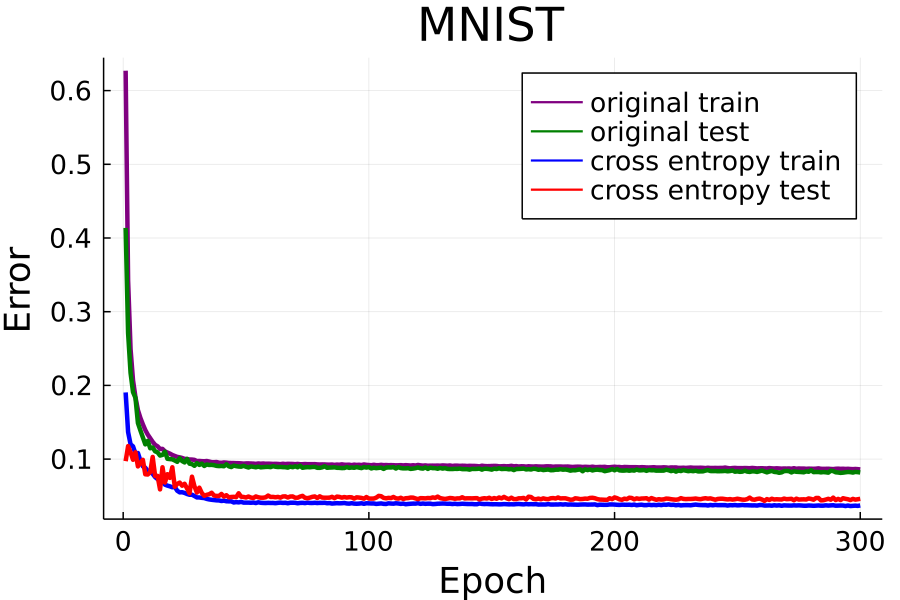 MNIST
original train
original test
cross entropy train
cross entropy test
Error
0.6
0.5
0.4
0.3
0.2
0.1
0
100
200
300
Epoch